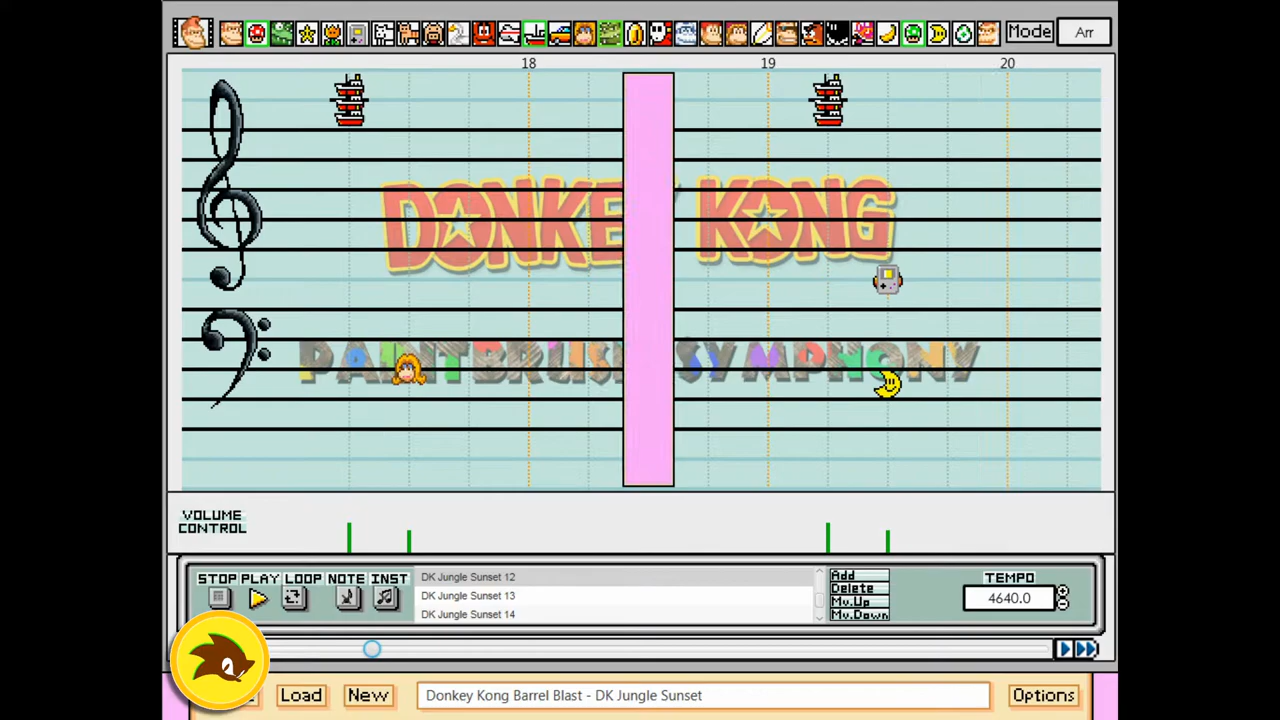 Mode Arr
18 19 20
DONKEY KONG
PAINTBRUSH SYMPHONY
VOLUME
CONTROL
STOP PLAY LOOP NOTE INST
DK Jungle Sunset 12
DK Jungle Sunset 13
DK Jungle Sunset 14
Add
Delete
Mv.Up
Mv.Down
TEMPO
4640.0
Load New Donkey Kong Barrel Blast - DK Jungle Sunset Options